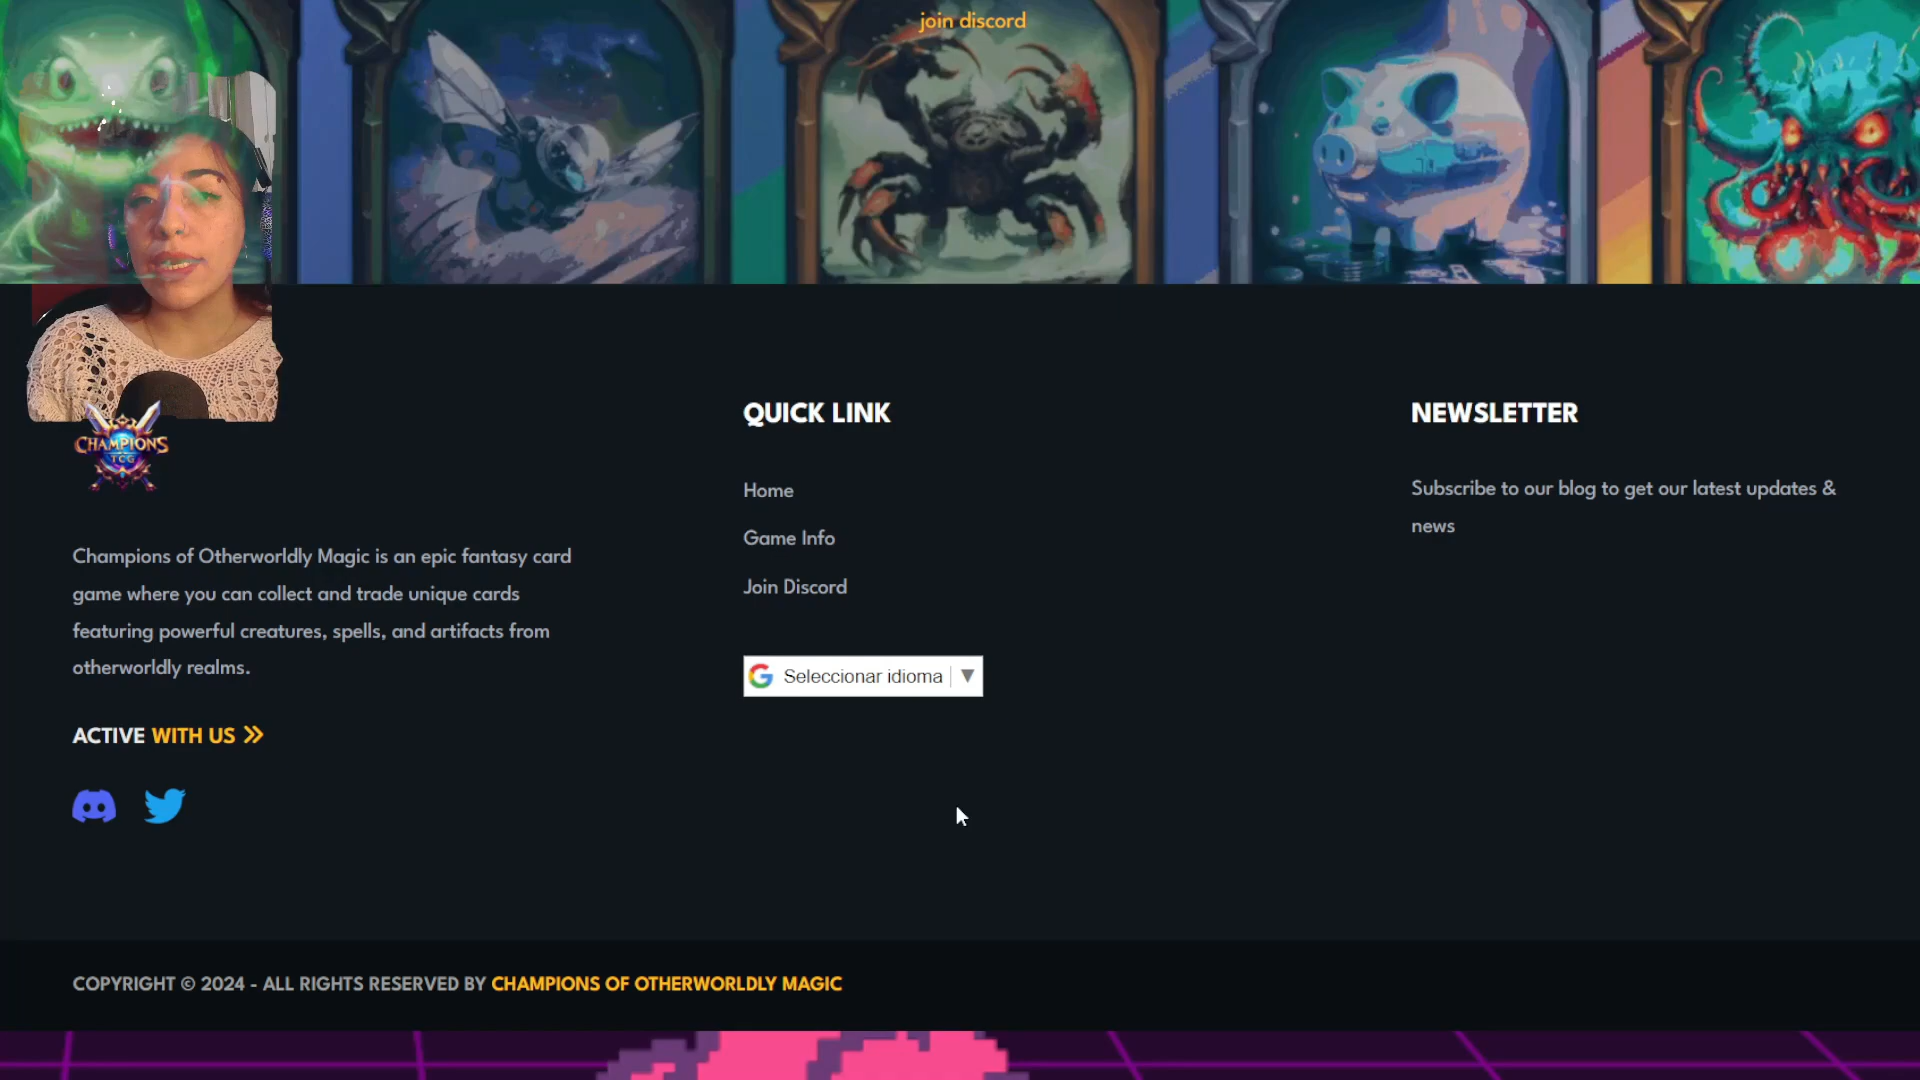 join discord
CHAMPIONS
TCG
Champions of Otherworldly Magic is an epic fantasy card
game where you can collect and trade unique cards
featuring powerful creatures, spells, and artifacts from
otherworldly realms.
ACTIVE WITH US
QUICK LINK
Home
Game Info
Join Discord
Seleccionar idioma
NEWSLETTER
Subscribe to our blog to get our latest updates &
news
COPYRIGHT © 2024 - ALL RIGHTS RESERVED BY CHAMPIONS OF OTHERWORLDLY MAGIC